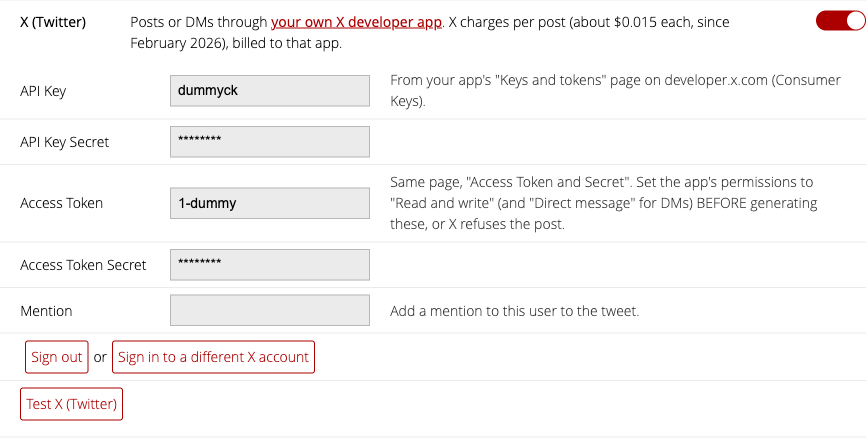 X (Twitter)
Posts or DMs through your own X developer app. X charges per post (about $0.015 each, since
February 2026), billed to that app.
API Key
dummyck
From your app's "Keys and tokens" page on developer.x.com (Consumer
Keys).
API Key Secret
********
Access Token
1-dummy
Same page, "Access Token and Secret". Set the app's permissions to
"Read and write" (and "Direct message" for DMs) BEFORE generating
these, or X refuses the post.
Access Token Secret
********
Mention
Add a mention to this user to the tweet.
Sign out or Sign in to a different X account
Test X (Twitter)